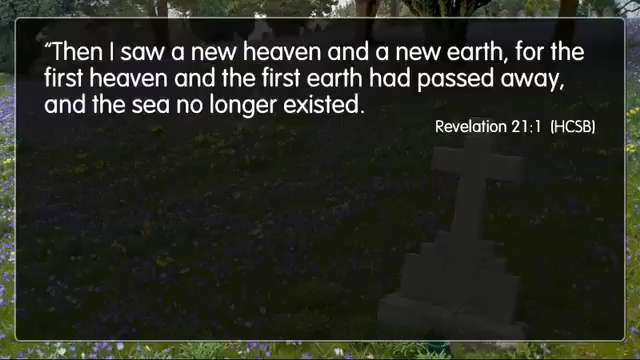 “Then I saw a new heaven and a new earth, for the
first heaven and the first earth had passed away,
and the sea no longer existed.
Revelation 21:1 (HCSB)